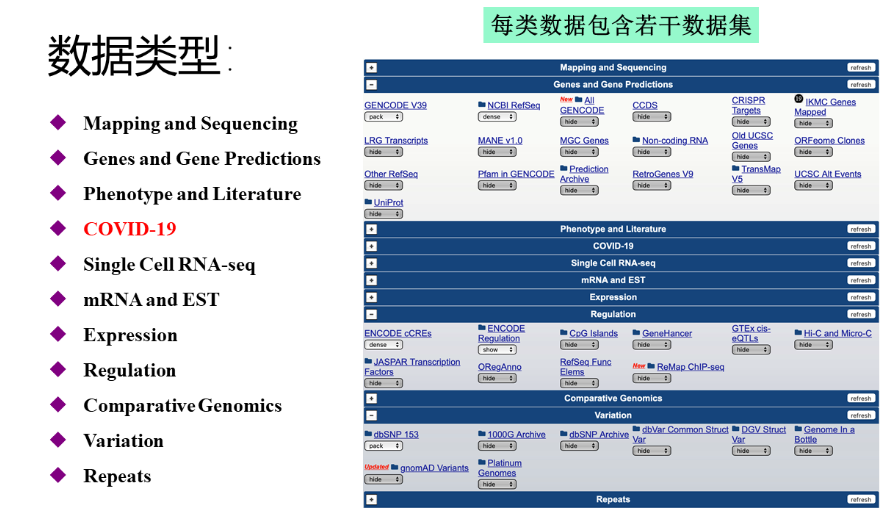 数据类型：
Mapping and Sequencing
Genes and Gene Predictions
Phenotype and Literature
COVID-19
Single Cell RNA-seq
mRNA and EST
Expression
Regulation
Comparative Genomics
Variation
Repeats
每类数据包含若干数据集
+ Mapping and Sequencing refresh
- Genes and Gene Predictions refresh
GENCODE V39
pack
NCBI RefSeq
dense
New All
GENCODE
hide
CCDS
hide
CRISPR
Targets
hide
IKMC Genes
Mapped
hide
LRG Transcripts
hide
MANE v1.0
hide
MGC Genes
hide
Non-coding RNA
hide
Old UCSC
Genes
hide
ORFeome Clones
hide
Other RefSeq
hide
Pfam in GENCODE
hide
Prediction
Archive
hide
RetroGenes V9
hide
TransMap
V5
hide
UCSC Alt Events
hide
UniProt
hide
+ Phenotype and Literature refresh
+ COVID-19 refresh
+ Single Cell RNA-seq refresh
+ mRNA and EST refresh
+ Expression refresh
- Regulation refresh
ENCODE cCREs
dense
ENCODE
Regulation
show
CpG Islands
hide
GeneHancer
hide
GTEx cis-
eQTLs
hide
Hi-C and Micro-C
hide
JASPAR Transcription
Factors
hide
ORegAnno
hide
RefSeq Func
Elems
hide
New ReMap ChIP-seq
hide
+ Comparative Genomics refresh
- Variation refresh
dbSNP 153
pack
1000G Archive
hide
dbSNP Archive
hide
dbVar Common Struct
Var
hide
DGV Struct
Var
hide
Genome In a
Bottle
hide
Updated gnomAD Variants
hide
Platinum
Genomes
hide
+ Repeats refresh